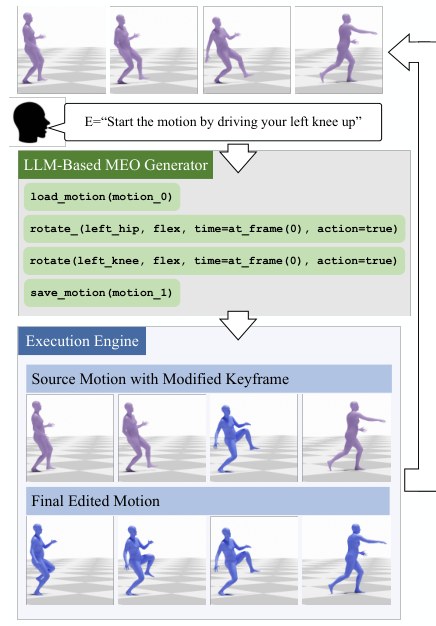 E=“Start the motion by driving your left knee up”
LLM-Based MEO Generator
load_motion(motion_0)
rotate_(left_hip, flex, time=at_frame(0), action=true)
rotate(left_knee, flex, time=at_frame(0), action=true)
save_motion(motion_1)
Execution Engine
Source Motion with Modified Keyframe
Final Edited Motion